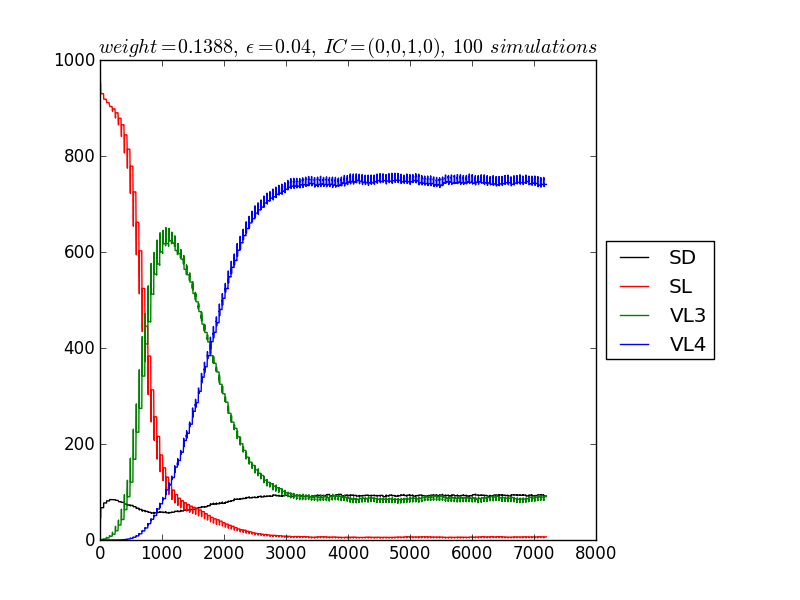 weight = 0.1388, ϵ = 0.04, IC = (0,0,1,0), 100 simulations
1000
800
600
400
200
0
0 1000 2000 3000 4000 5000 6000 7000 8000
SD
SL
VL3
VL4